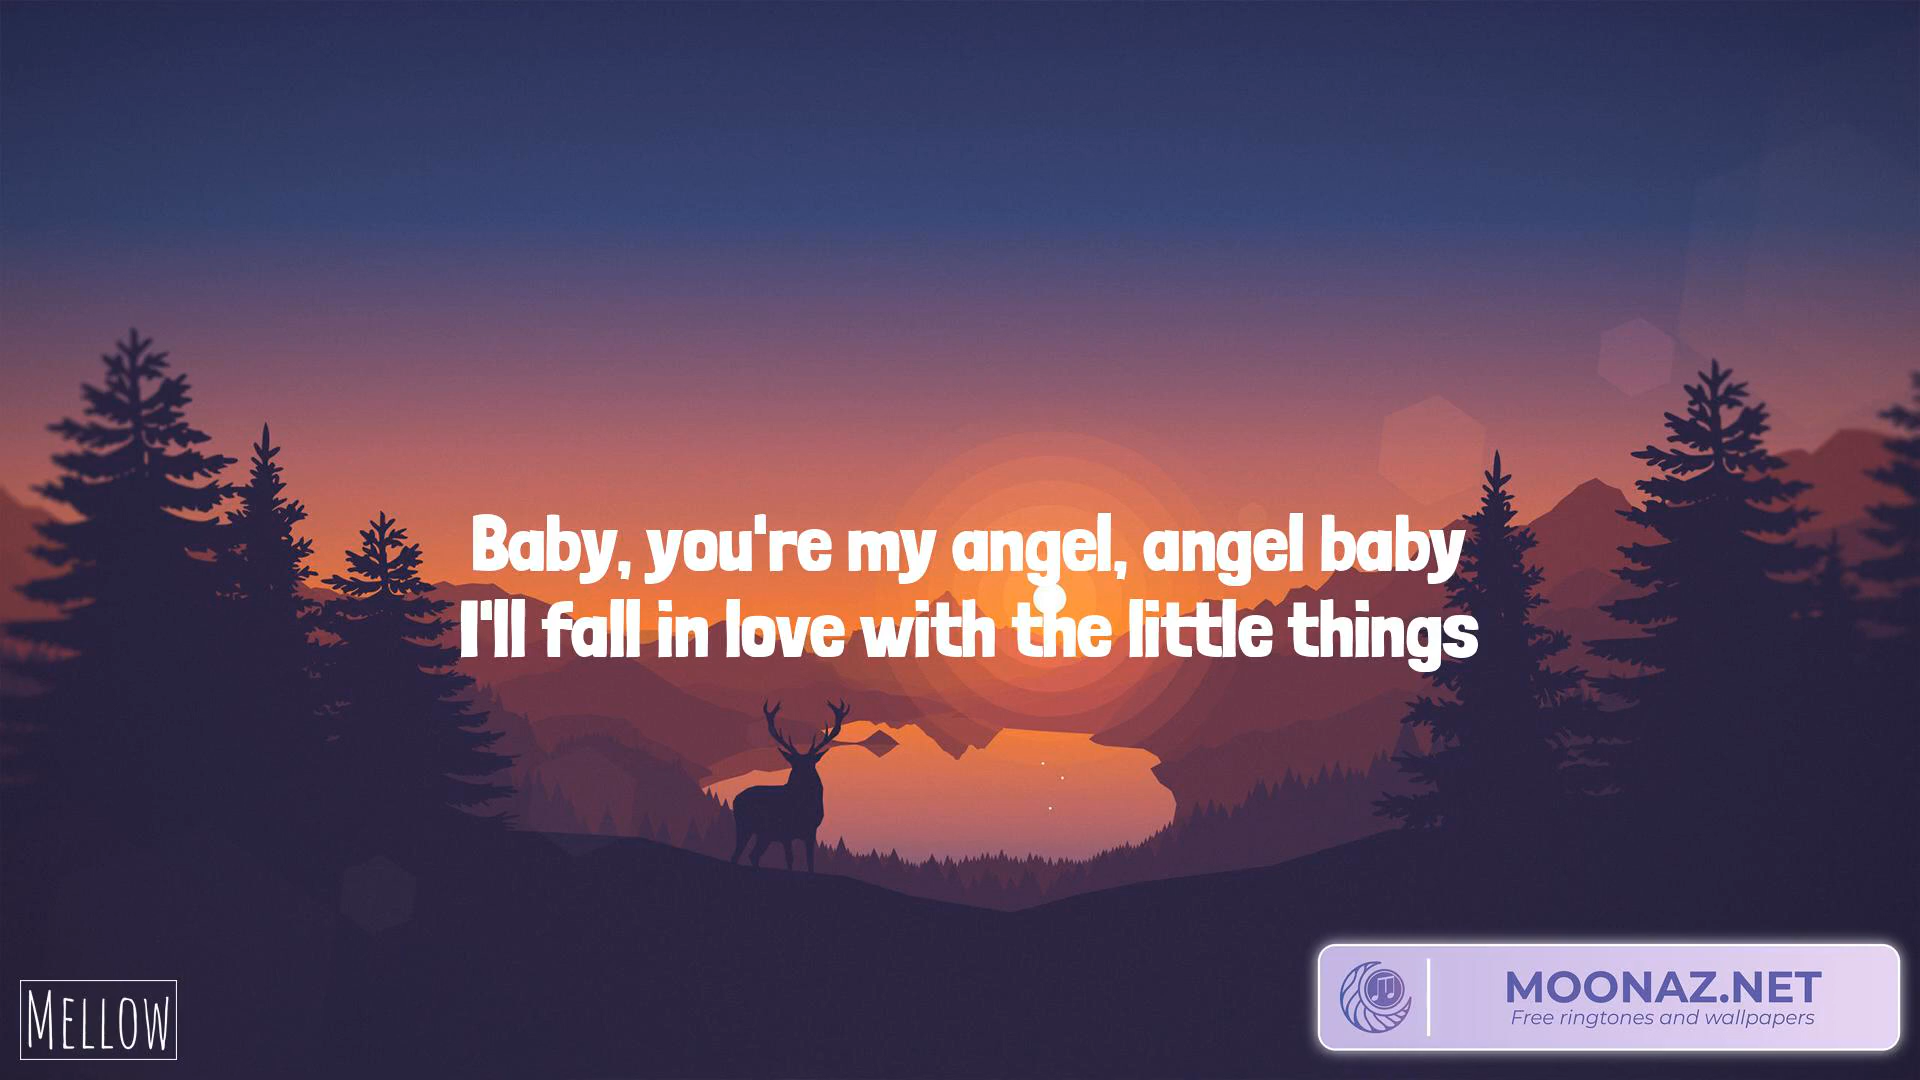 Baby, you're my angel, angel baby
I'll fall in love with the little things
MELLOW
MOONAZ.NET
Free ringtones and wallpapers